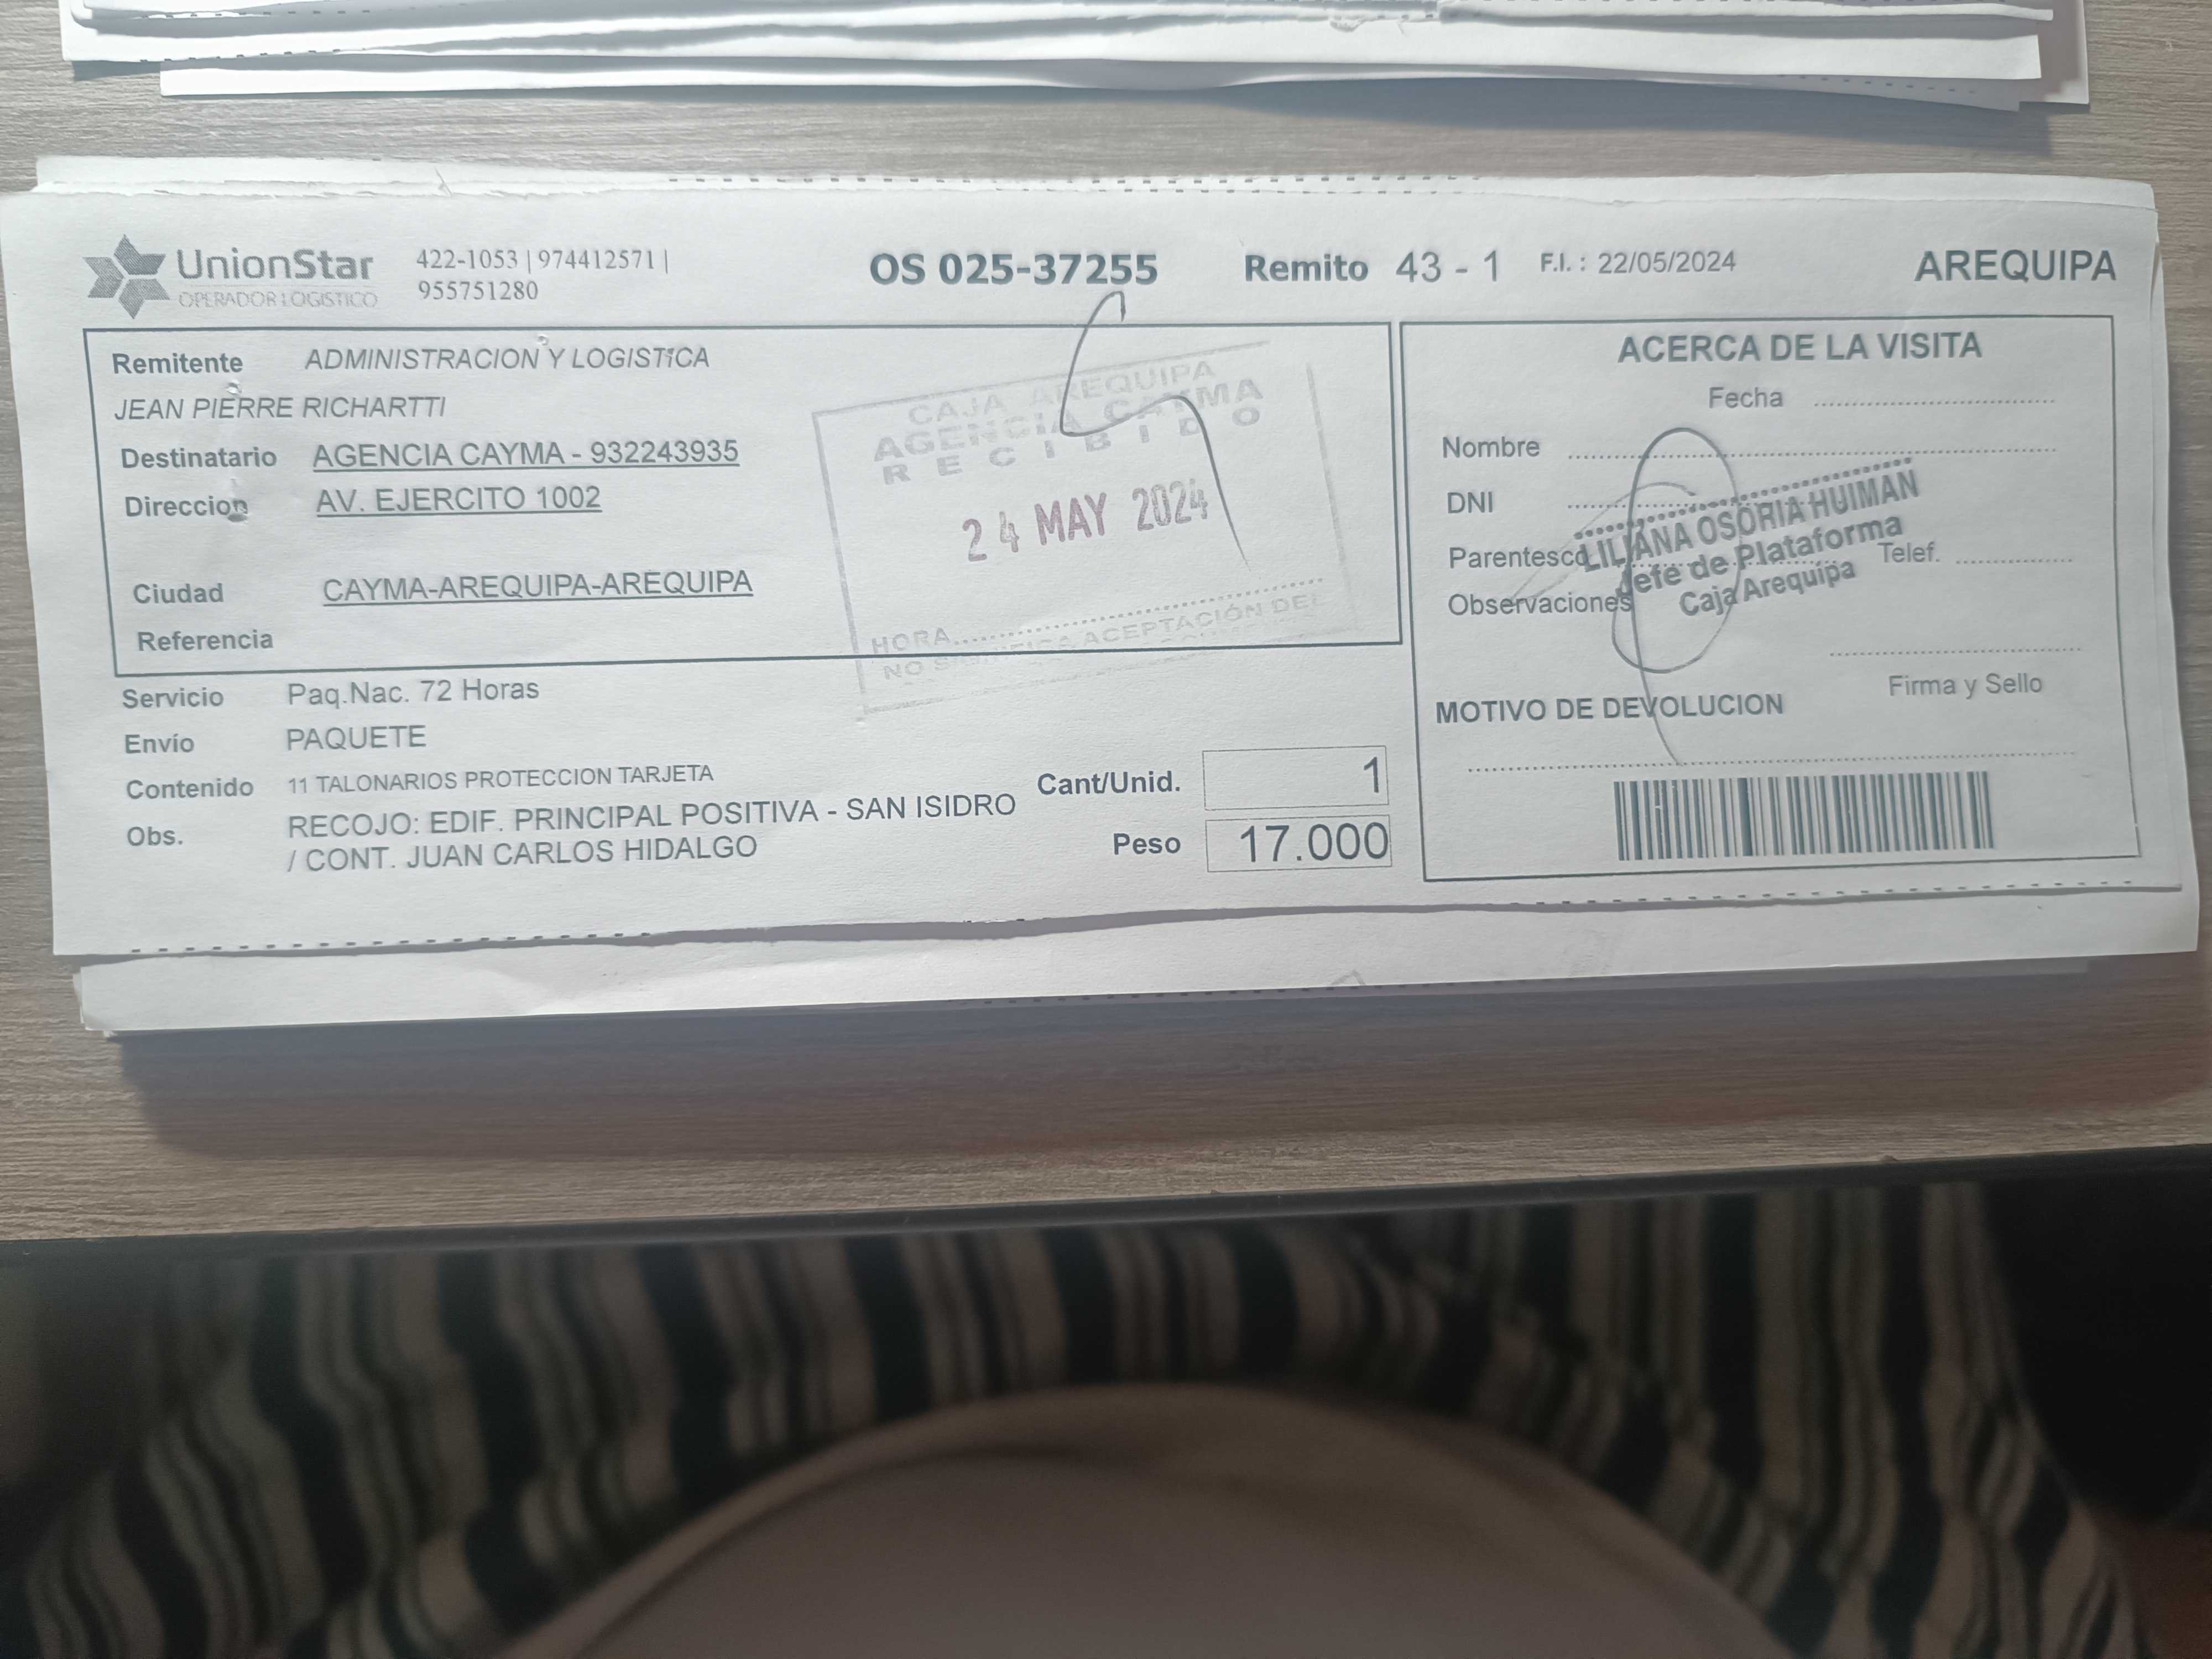 UnionStar
OPERADOR LOGISTICO
422-1053 | 974412571 |
955751280
OS 025-37255
Remito 43 - 1
F.I. : 22/05/2024
AREQUIPA
Remitente ADMINISTRACION Y LOGISTICA
JEAN PIERRE RICHARTTI
Destinatario AGENCIA CAYMA - 932243935
Direccion AV. EJERCITO 1002
Ciudad CAYMA-AREQUIPA-AREQUIPA
Referencia
CAJA AREQUIPA
AGENCIA CAYMA
RECIBIDO
24 MAY 2024
HORA
NO SIGNIFICA ACEPTACIÓN DEL
Servicio Paq.Nac. 72 Horas
Envío PAQUETE
Contenido 11 TALONARIOS PROTECCION TARJETA
Obs. RECOJO: EDIF. PRINCIPAL POSITIVA - SAN ISIDRO
/ CONT. JUAN CARLOS HIDALGO
Cant/Unid. 1
Peso 17.000
ACERCA DE LA VISITA
Fecha
Nombre
DNI
Parentesco
Telef.
Observaciones
LILIANA OSORIA HUIMAN
Jefe de Plataforma
Caja Arequipa
Firma y Sello
MOTIVO DE DEVOLUCION